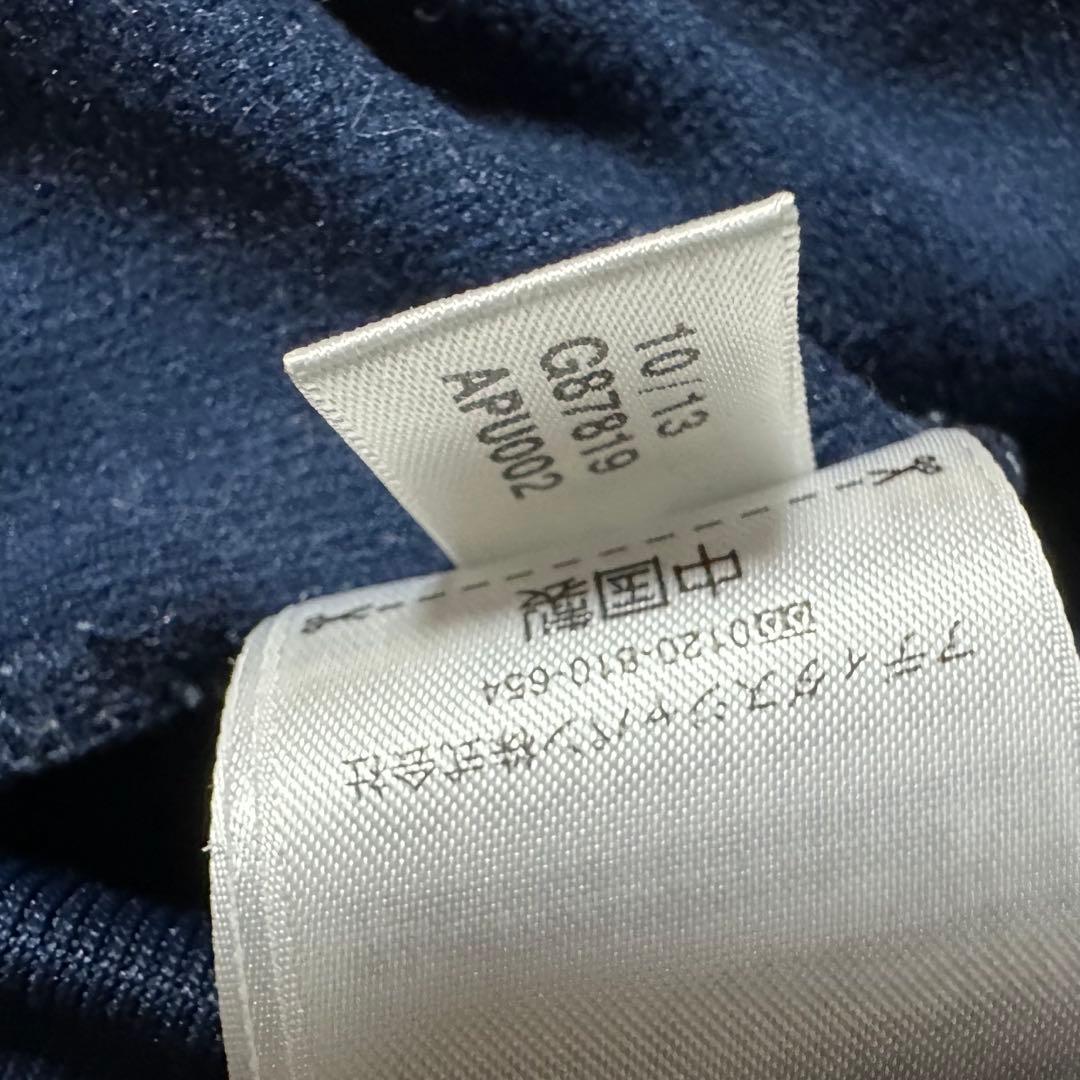 10/13
G87819
APU002
アディダスジャパン株式会社
0120-810-654
中国製